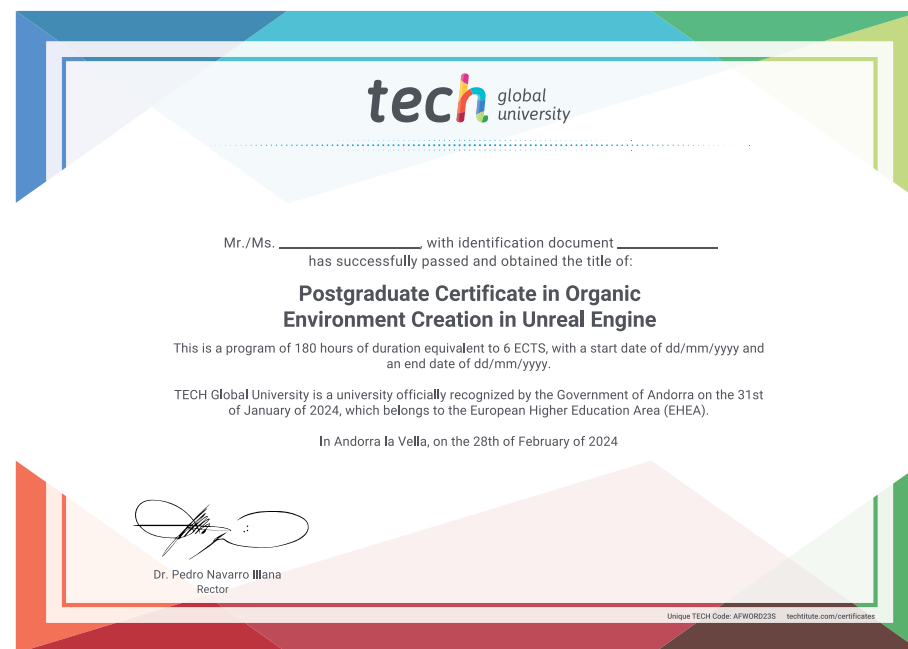 tech global university
Mr./Ms. ____________________, with identification document ______________
has successfully passed and obtained the title of:
Postgraduate Certificate in Organic
Environment Creation in Unreal Engine
This is a program of 180 hours of duration equivalent to 6 ECTS, with a start date of dd/mm/yyyy and
an end date of dd/mm/yyyy.
TECH Global University is a university officially recognized by the Government of Andorra on the 31st
of January of 2024, which belongs to the European Higher Education Area (EHEA).
In Andorra la Vella, on the 28th of February of 2024
Dr. Pedro Navarro Illana
Rector
Unique TECH Code: AFWORD23S techtitute.com/certificates